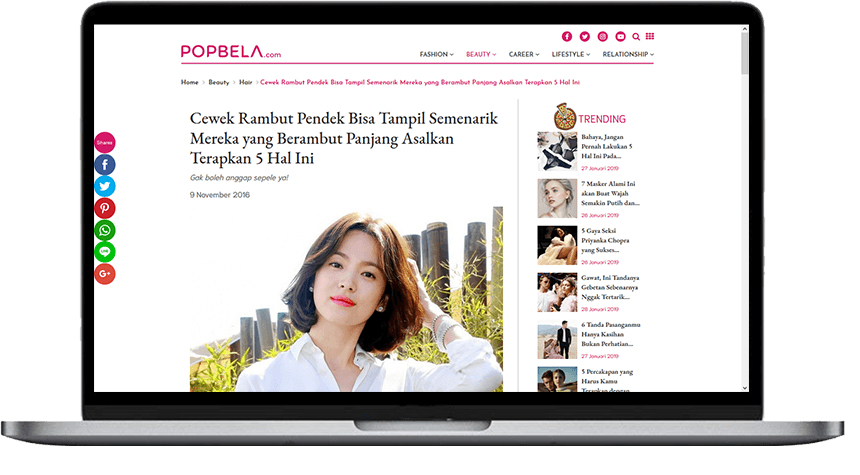 POPBELA.com
FASHION
BEAUTY
CAREER
LIFESTYLE
RELATIONSHIP
Home > Beauty > Hair > Cewek Rambut Pendek Bisa Tampil Semenarik Mereka yang Berambut Panjang Asalkan Terapkan 5 Hal Ini
Cewek Rambut Pendek Bisa Tampil Semenarik
Mereka yang Berambut Panjang Asalkan
Terapkan 5 Hal Ini
Gak boleh anggap sepele ya!
9 November 2016
Shares
LINE
G+
TRENDING
Bahaya, Jangan
Pernah Lakukan 5
Hal Ini Pada...
27 Januari 2019
7 Masker Alami Ini
akan Buat Wajah
Semakin Putih dan...
26 Januari 2019
5 Gaya Seksi
Priyanka Chopra
yang Sukses...
26 Januari 2019
Gawat, Ini Tandanya
Gebetan Sebenarnya
Nggak Tertarik...
28 Januari 2019
6 Tanda Pasanganmu
Hanya Kasihan
Bukan Perhatian...
27 Januari 2019
5 Percakapan yang
Harus Kamu
Terapkan dengan